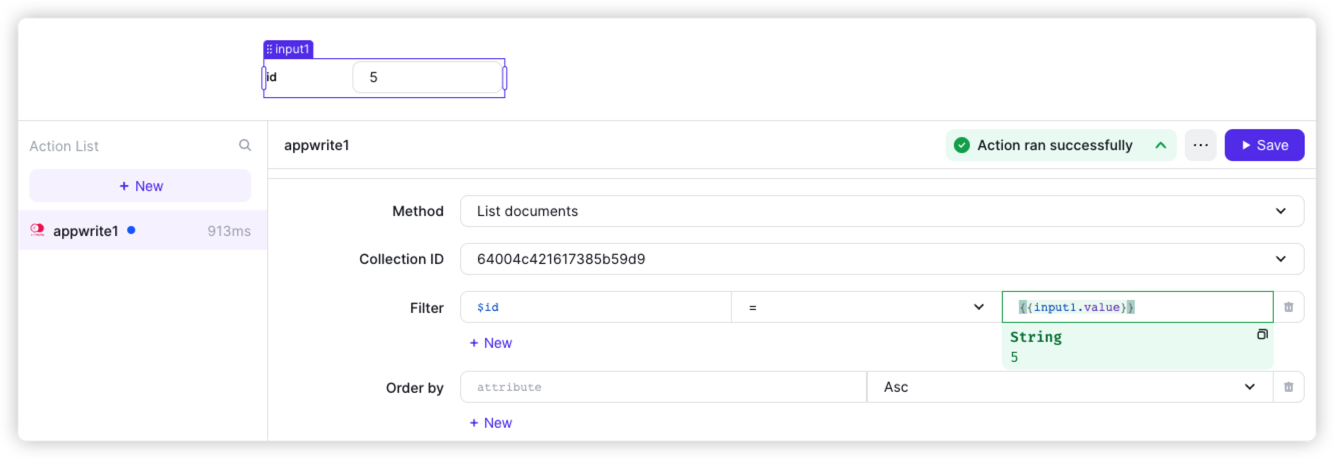 input1
id 5
Action List
appwrite1
Action ran successfully
Save
+ New
appwrite1 913ms
Method List documents
Collection ID 64004c421617385b59d9
Filter $id = {{input1.value}}
+ New
String
5
Order by attribute Asc
+ New